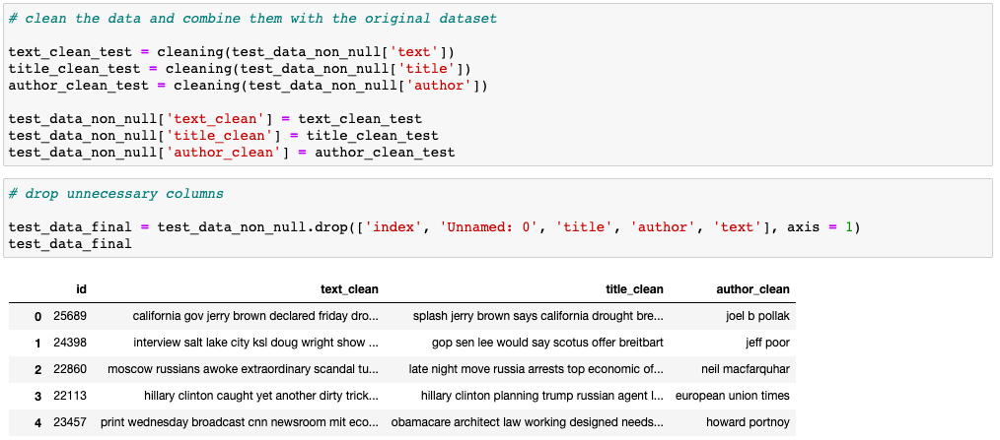 # clean the data and combine them with the original dataset
text_clean_test = cleaning(test_data_non_null['text'])
title_clean_test = cleaning(test_data_non_null['title'])
author_clean_test = cleaning(test_data_non_null['author'])
test_data_non_null['text_clean'] = text_clean_test
test_data_non_null['title_clean'] = title_clean_test
test_data_non_null['author_clean'] = author_clean_test
# drop unnecessary columns
test_data_final = test_data_non_null.drop(['index', 'Unnamed: 0', 'title', 'author', 'text'], axis = 1)
test_data_final
id text_clean title_clean author_clean
0 25689 california gov jerry brown declared friday dro... splash jerry brown says california drought bre... joel b pollak
1 24398 interview salt lake city ksl doug wright show ... gop sen lee would say scotus offer breitbart jeff poor
2 22860 moscow russians awoke extraordinary scandal tu... late night move russia arrests top economic of... neil macfarquhar
3 22113 hillary clinton caught yet another dirty trick... hillary clinton planning trump russian agent l... european union times
4 23457 print wednesday broadcast cnn newsroom mit eco... obamacare architect law working designed needs... howard portnoy